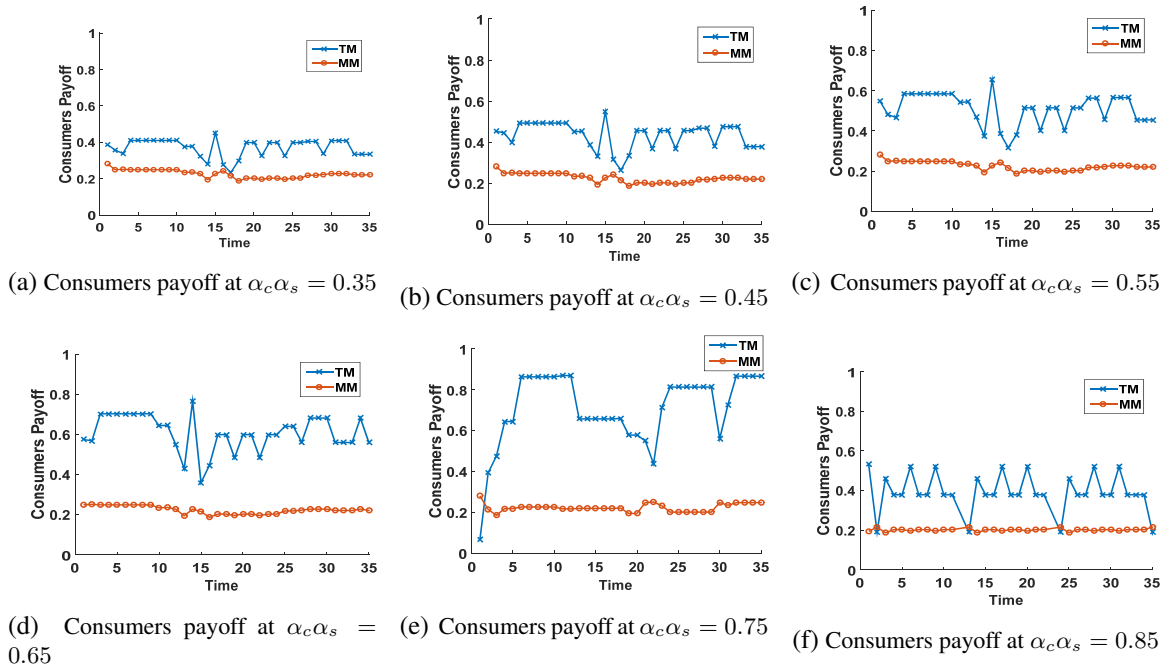 Consumers Payoff
1
0.8
0.6
0.4
0.2
0
0 5 10 15 20 25 30 35
Time
TM
MM
(a) Consumers payoff at α_cα_s = 0.35
Consumers Payoff
1
0.8
0.6
0.4
0.2
0
0 5 10 15 20 25 30 35
Time
TM
MM
(b) Consumers payoff at α_cα_s = 0.45
Consumers Payoff
1
0.8
0.6
0.4
0.2
0
0 5 10 15 20 25 30 35
Time
TM
MM
(c) Consumers payoff at α_cα_s = 0.55
Consumers Payoff
1
0.8
0.6
0.4
0.2
0
0 5 10 15 20 25 30 35
Time
TM
MM
(d) Consumers payoff at α_cα_s =
0.65
Consumers Payoff
1
0.8
0.6
0.4
0.2
0
0 5 10 15 20 25 30 35
Time
TM
MM
(e) Consumers payoff at α_cα_s = 0.75
Consumers Payoff
1
0.8
0.6
0.4
0.2
0
0 5 10 15 20 25 30 35
Time
TM
MM
(f) Consumers payoff at α_cα_s = 0.85